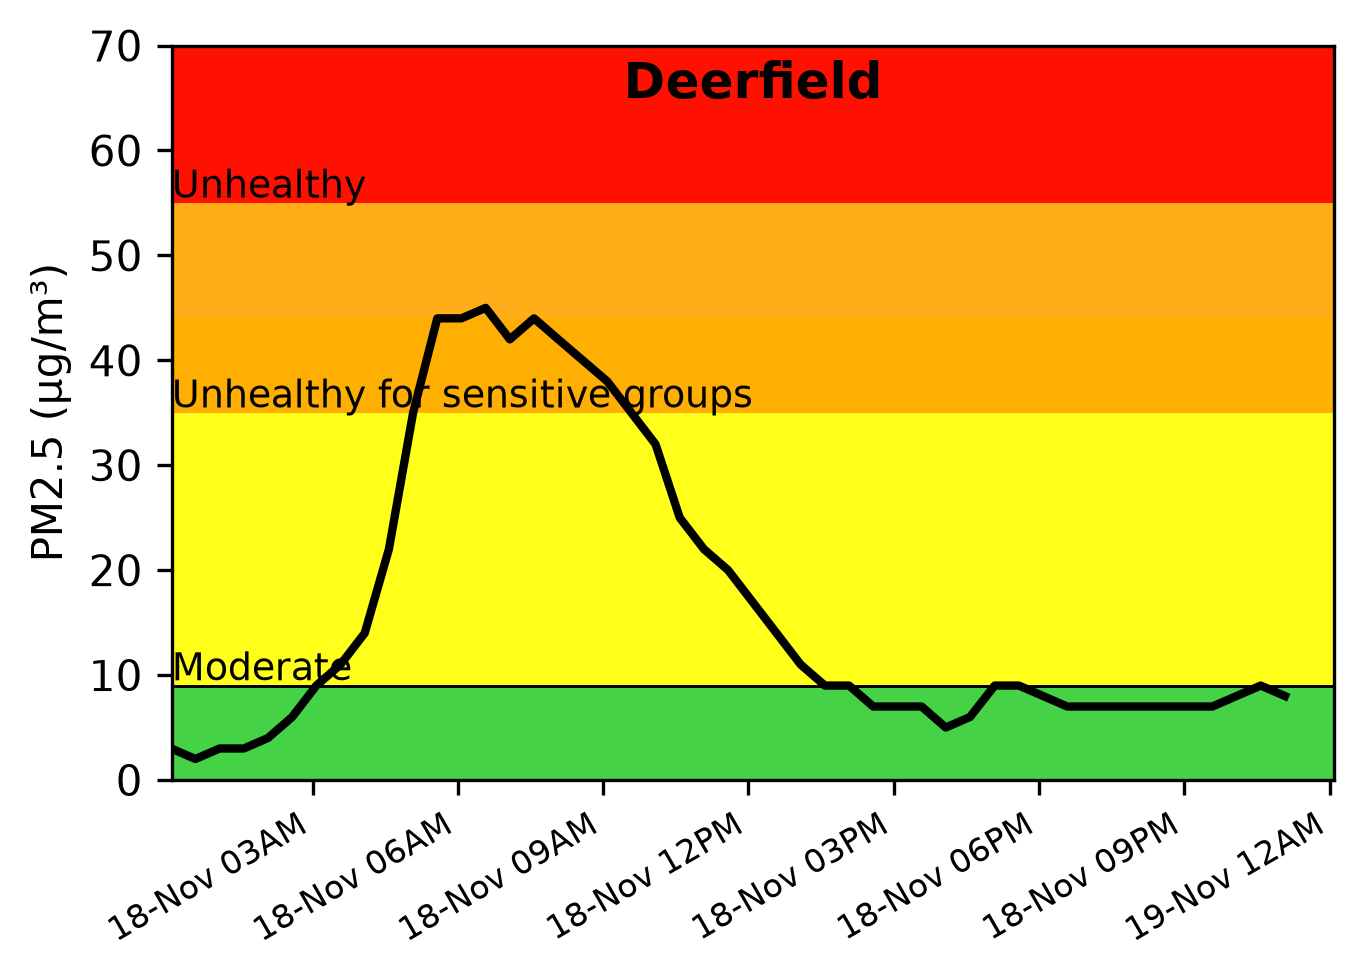 Deerfield
70
60
50
40
30
20
10
0
PM2.5 (µg/m³)
Unhealthy
Unhealthy for sensitive groups
Moderate
18-Nov 03AM
18-Nov 06AM
18-Nov 09AM
18-Nov 12PM
18-Nov 03PM
18-Nov 06PM
18-Nov 09PM
19-Nov 12AM